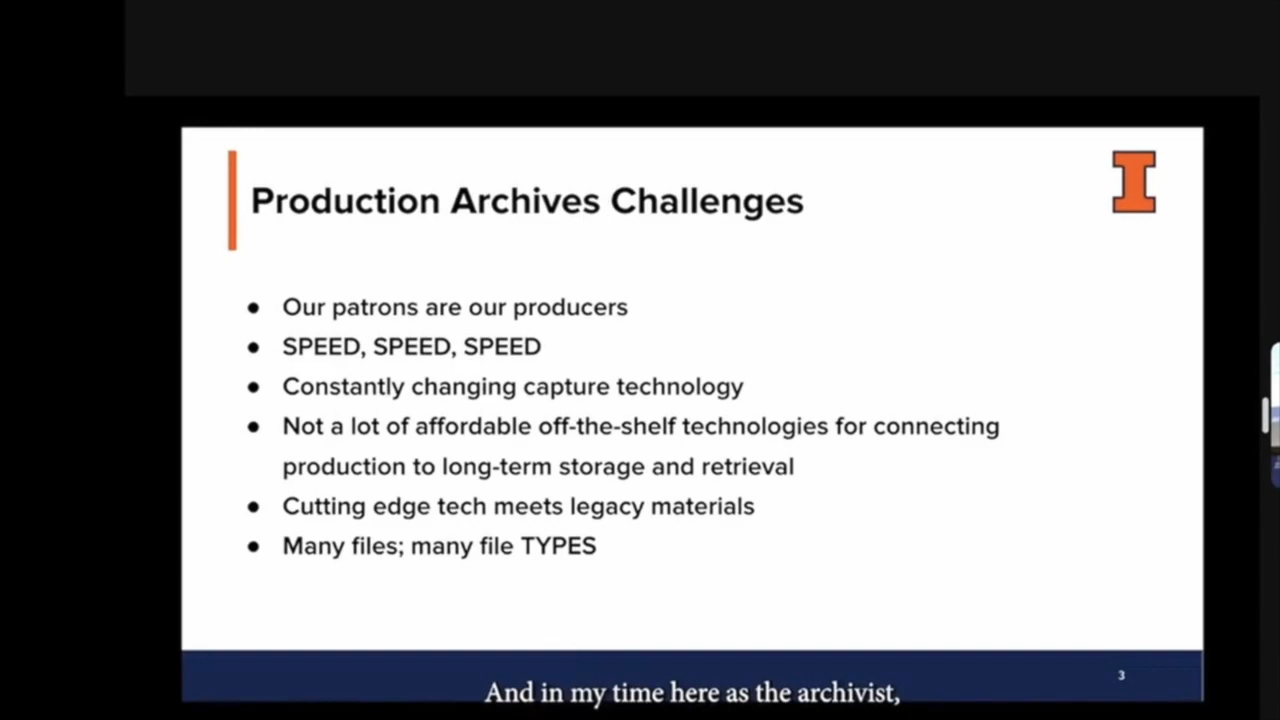 Production Archives Challenges
I
● Our patrons are our producers
● SPEED, SPEED, SPEED
● Constantly changing capture technology
● Not a lot of affordable off-the-shelf technologies for connecting
production to long-term storage and retrieval
● Cutting edge tech meets legacy materials
● Many files; many file TYPES
3
And in my time here as the archivist,